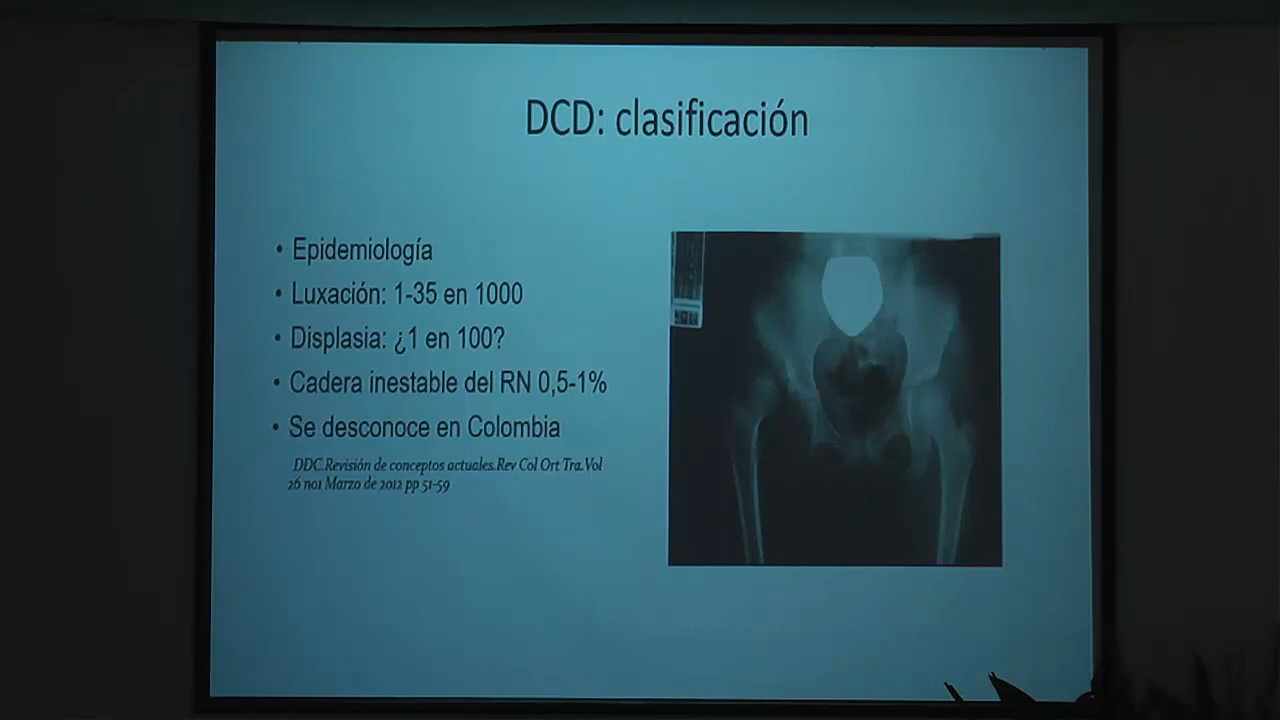 DCD: clasificación
• Epidemiología
• Luxación: 1-35 en 1000
• Displasia: ¿1 en 100?
• Cadera inestable del RN 0,5-1%
• Se desconoce en Colombia
DDC.Revisión de conceptos actuales.Rev Col Ort Tra.Vol
26 no1 Marzo de 2012 pp 51-59